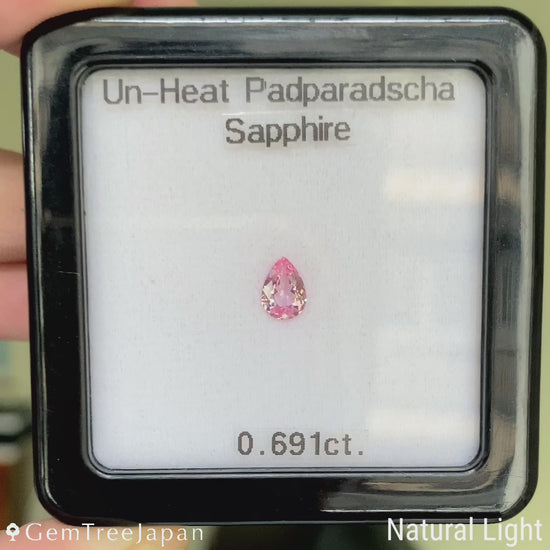 Un-Heat Padparadscha
Sapphire
0.691ct.
GemTreeJapan
Natural Light